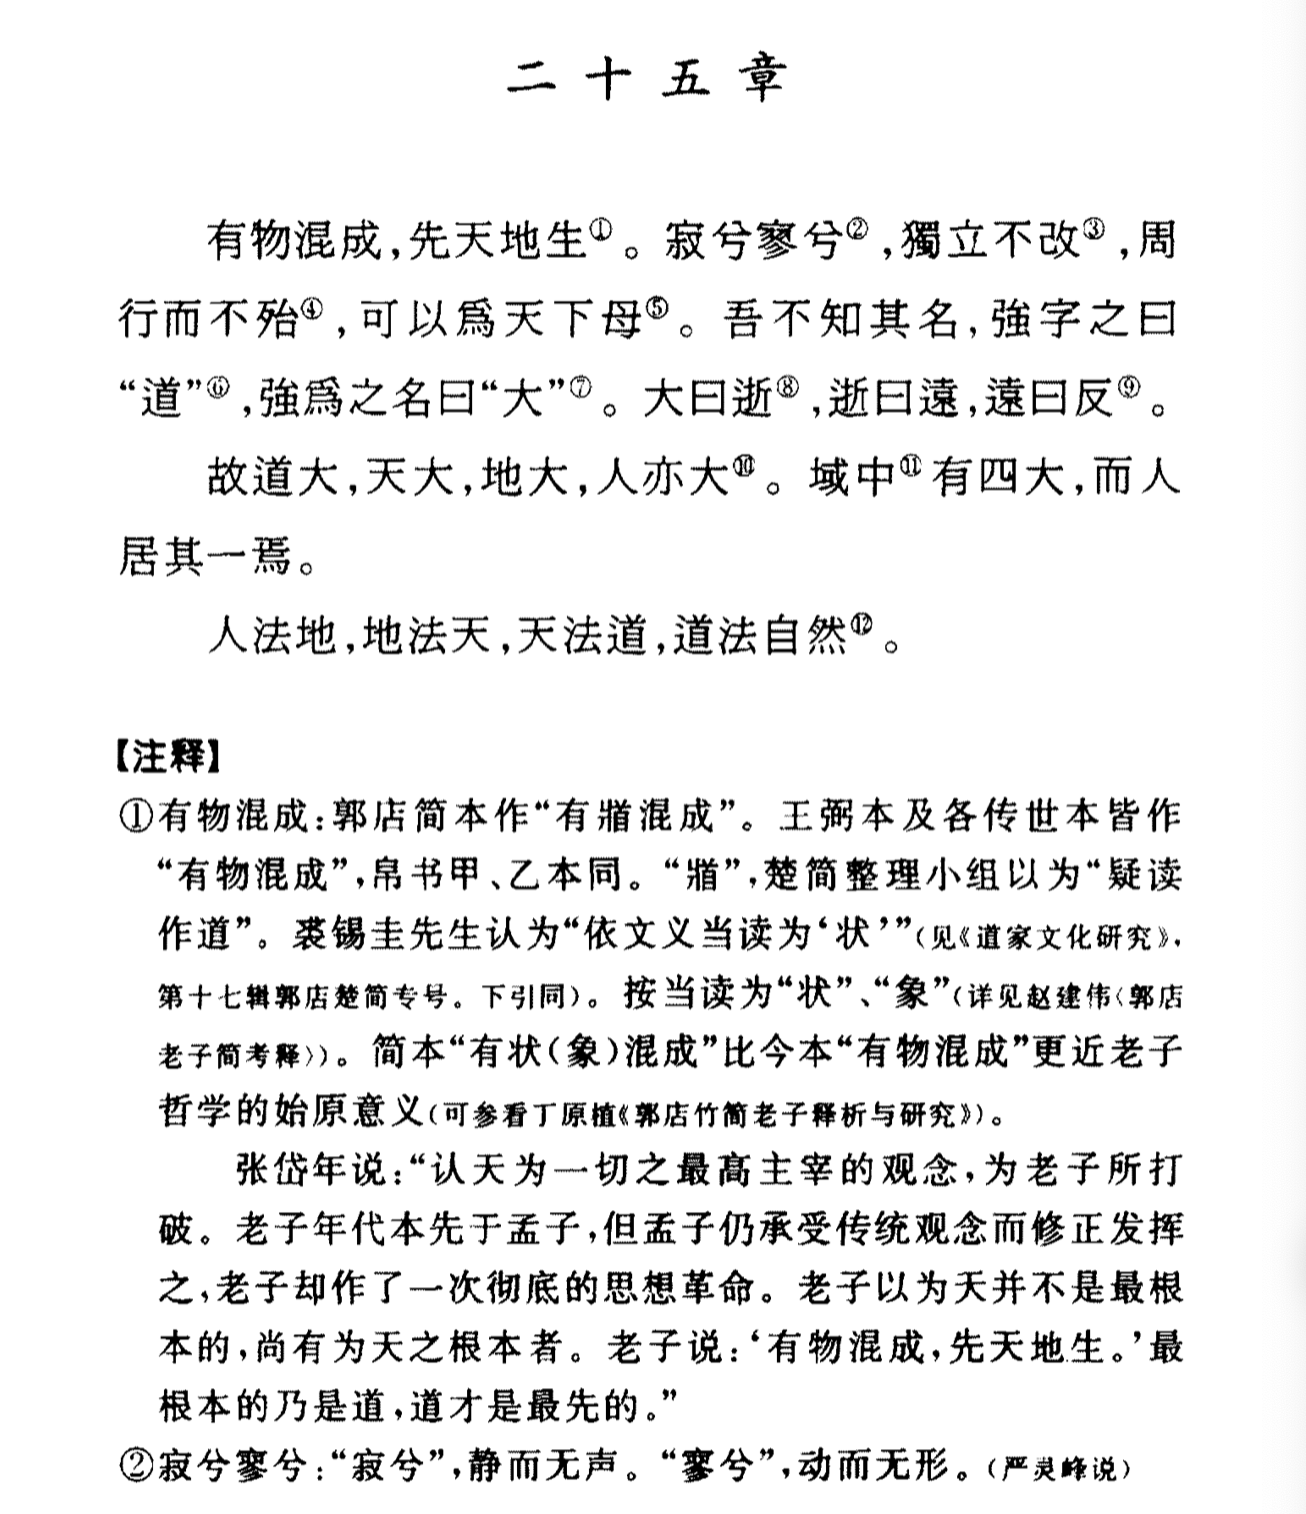 二十五章
有物混成,先天地生①。寂兮寥兮②,獨立不改③,周
行而不殆④,可以爲天下母⑤。吾不知其名,強字之曰
“道”⑥,強爲之名曰“大”⑦。大曰逝⑧,逝曰遠,遠曰反⑨。
故道大,天大,地大,人亦大⑩。域中⑪有四大,而人
居其一焉。
人法地,地法天,天法道,道法自然⑫。
【注释】
①有物混成:郭店简本作“有牆混成”。王弼本及各传世本皆作
“有物混成”,帛书甲、乙本同。“牆”,楚简整理小组以为“疑读
作道”。裘锡圭先生认为“依文义当读为‘状’”(见《道家文化研究》,
第十七辑郭店楚简专号。下引同)。按当读为“状”、“象”(详见赵建伟〈郭店
老子简考释〉)。简本“有状(象)混成”比今本“有物混成”更近老子
哲学的始原意义(可参看丁原植《郭店竹简老子释析与研究》)。
张岱年说:“认天为一切之最高主宰的观念,为老子所打
破。老子年代本先于孟子,但孟子仍承受传统观念而修正发挥
之,老子却作了一次彻底的思想革命。老子以为天并不是最根
本的,尚有为天之根本者。老子说:‘有物混成,先天地生。’最
根本的乃是道,道才是最先的。”
②寂兮寥兮:“寂兮”,静而无声。“寥兮”,动而无形。(严灵峰说)